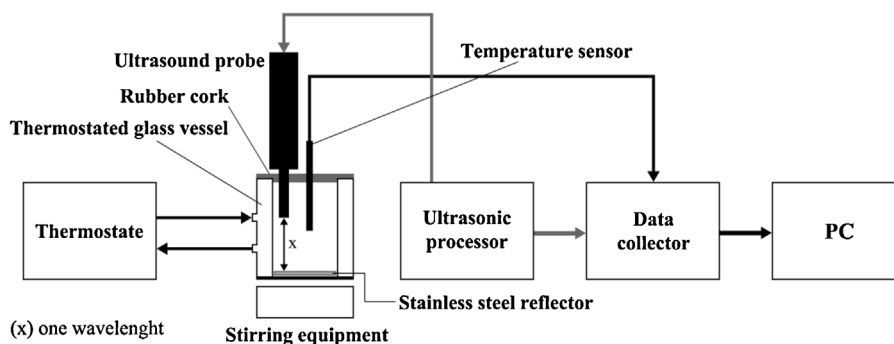 Temperature sensor
Ultrasound probe
Rubber cork
Thermostated glass vessel
Thermostate
x
Ultrasonic
processor
Data
collector
PC
Stainless steel reflector
(x) one wavelenght
Stirring equipment